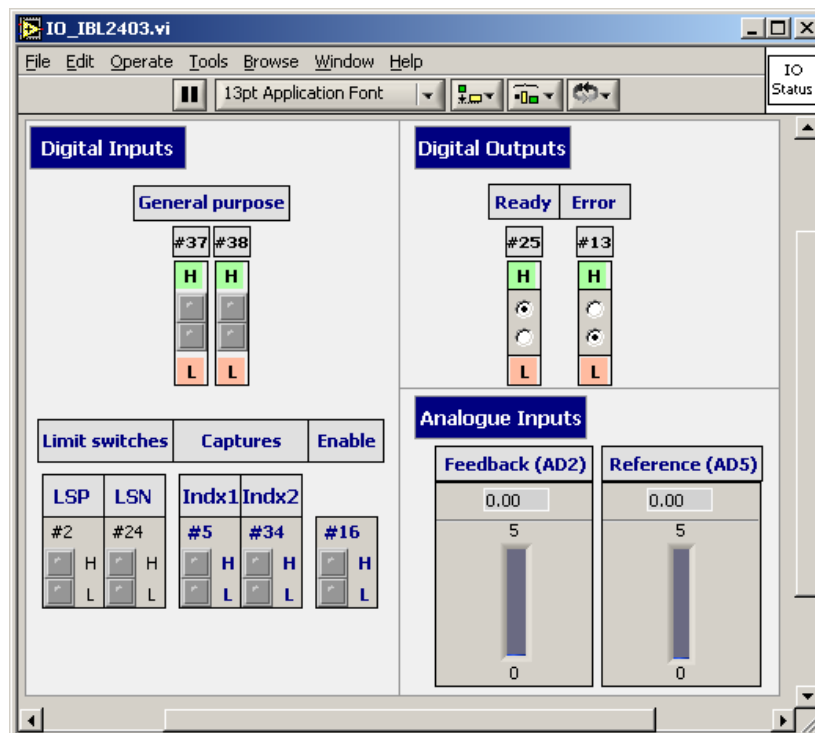 IO_IBL2403.vi
File Edit Operate Tools Browse Window Help
13pt Application Font
IO
Status
Digital Inputs
General purpose
#37 #38
H H
L L
Limit switches Captures Enable
LSP LSN Indx1 Indx2
#2 #24 #5 #34 #16
H H H H H
L L L L L
Digital Outputs
Ready Error
#25 #13
H H
L L
Analogue Inputs
Feedback (AD2) Reference (AD5)
0.00 0.00
5 5
0 0